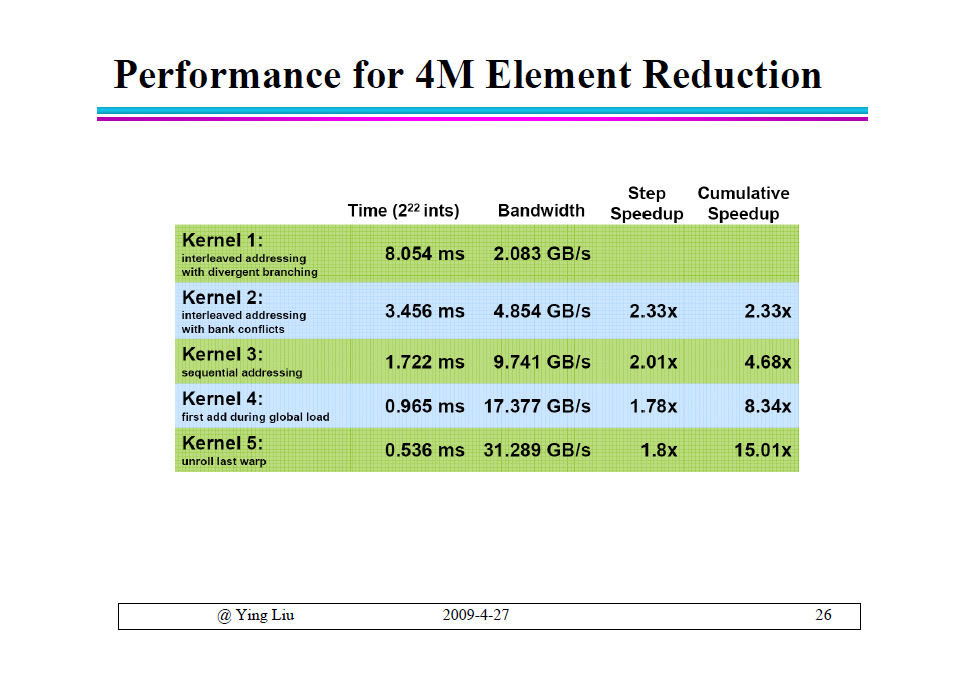 Performance for 4M Element Reduction
Time (2²² ints) Bandwidth Step Speedup Cumulative Speedup
Kernel 1:
interleaved addressing
with divergent branching
8.054 ms 2.083 GB/s
Kernel 2:
interleaved addressing
with bank conflicts
3.456 ms 4.854 GB/s 2.33x 2.33x
Kernel 3:
sequential addressing
1.722 ms 9.741 GB/s 2.01x 4.68x
Kernel 4:
first add during global load
0.965 ms 17.377 GB/s 1.78x 8.34x
Kernel 5:
unroll last warp
0.536 ms 31.289 GB/s 1.8x 15.01x
@ Ying Liu 2009-4-27 26